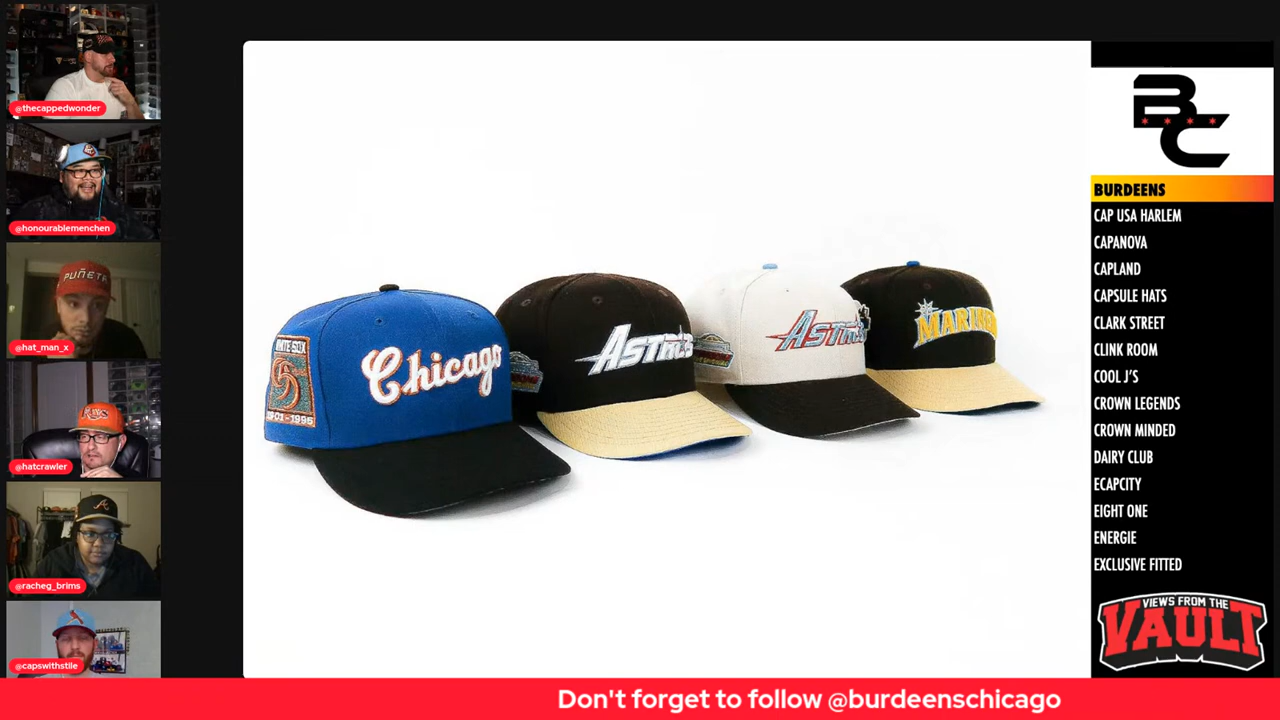 @thecappedwonder
@honourablemenchen
PUÑETA
@hat_man_x
@hatcrawler
A
@racheg_brims
@capswithstile
Chicago
ASTROS
ASTROS
MARINERS
BC
BURDEENS
CAP USA HARLEM
CAPANOVA
CAPLAND
CAPSULE HATS
CLARK STREET
CLINK ROOM
COOL J'S
CROWN LEGENDS
CROWN MINDED
DAIRY CLUB
ECAPCITY
EIGHT ONE
ENERGIE
EXCLUSIVE FITTED
VIEWS FROM THE
VAULT
Don't forget to follow @burdeenschicago